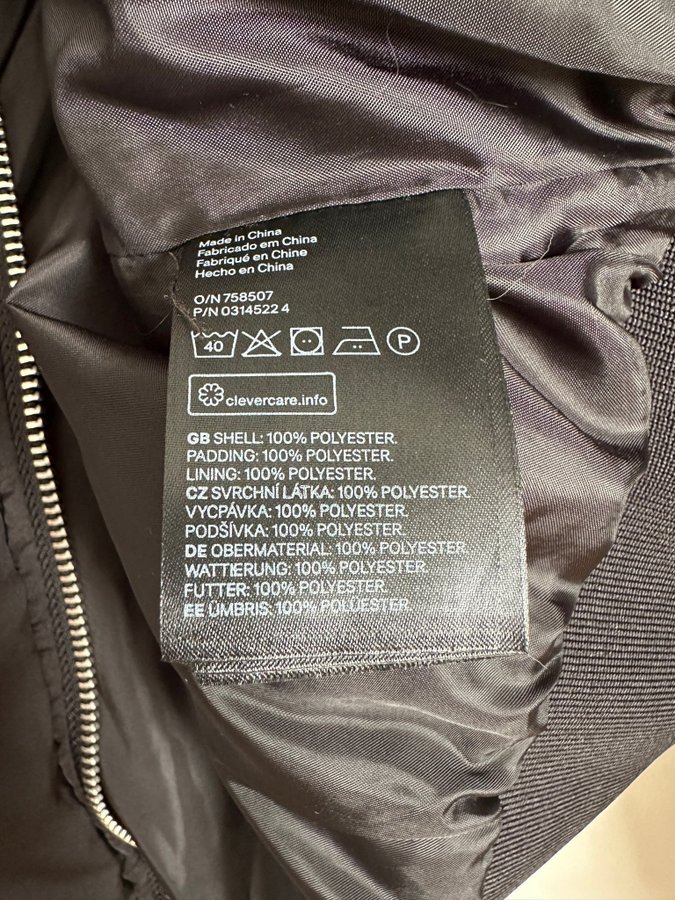 Made in China
Fabricado em China
Fabriqué en Chine
Hecho en China
O/N 758507
P/N 0314522 4
40
P
clevercare.info
GB SHELL: 100% POLYESTER.
PADDING: 100% POLYESTER.
LINING: 100% POLYESTER.
CZ SVRCHNÍ LÁTKA: 100% POLYESTER.
VYCPÁVKA: 100% POLYESTER.
PODŠÍVKA: 100% POLYESTER.
DE OBERMATERIAL: 100% POLYESTER.
WATTIERUNG: 100% POLYESTER.
FUTTER: 100% POLYESTER.
EE ÜMBRIS: 100% POLÜESTER.